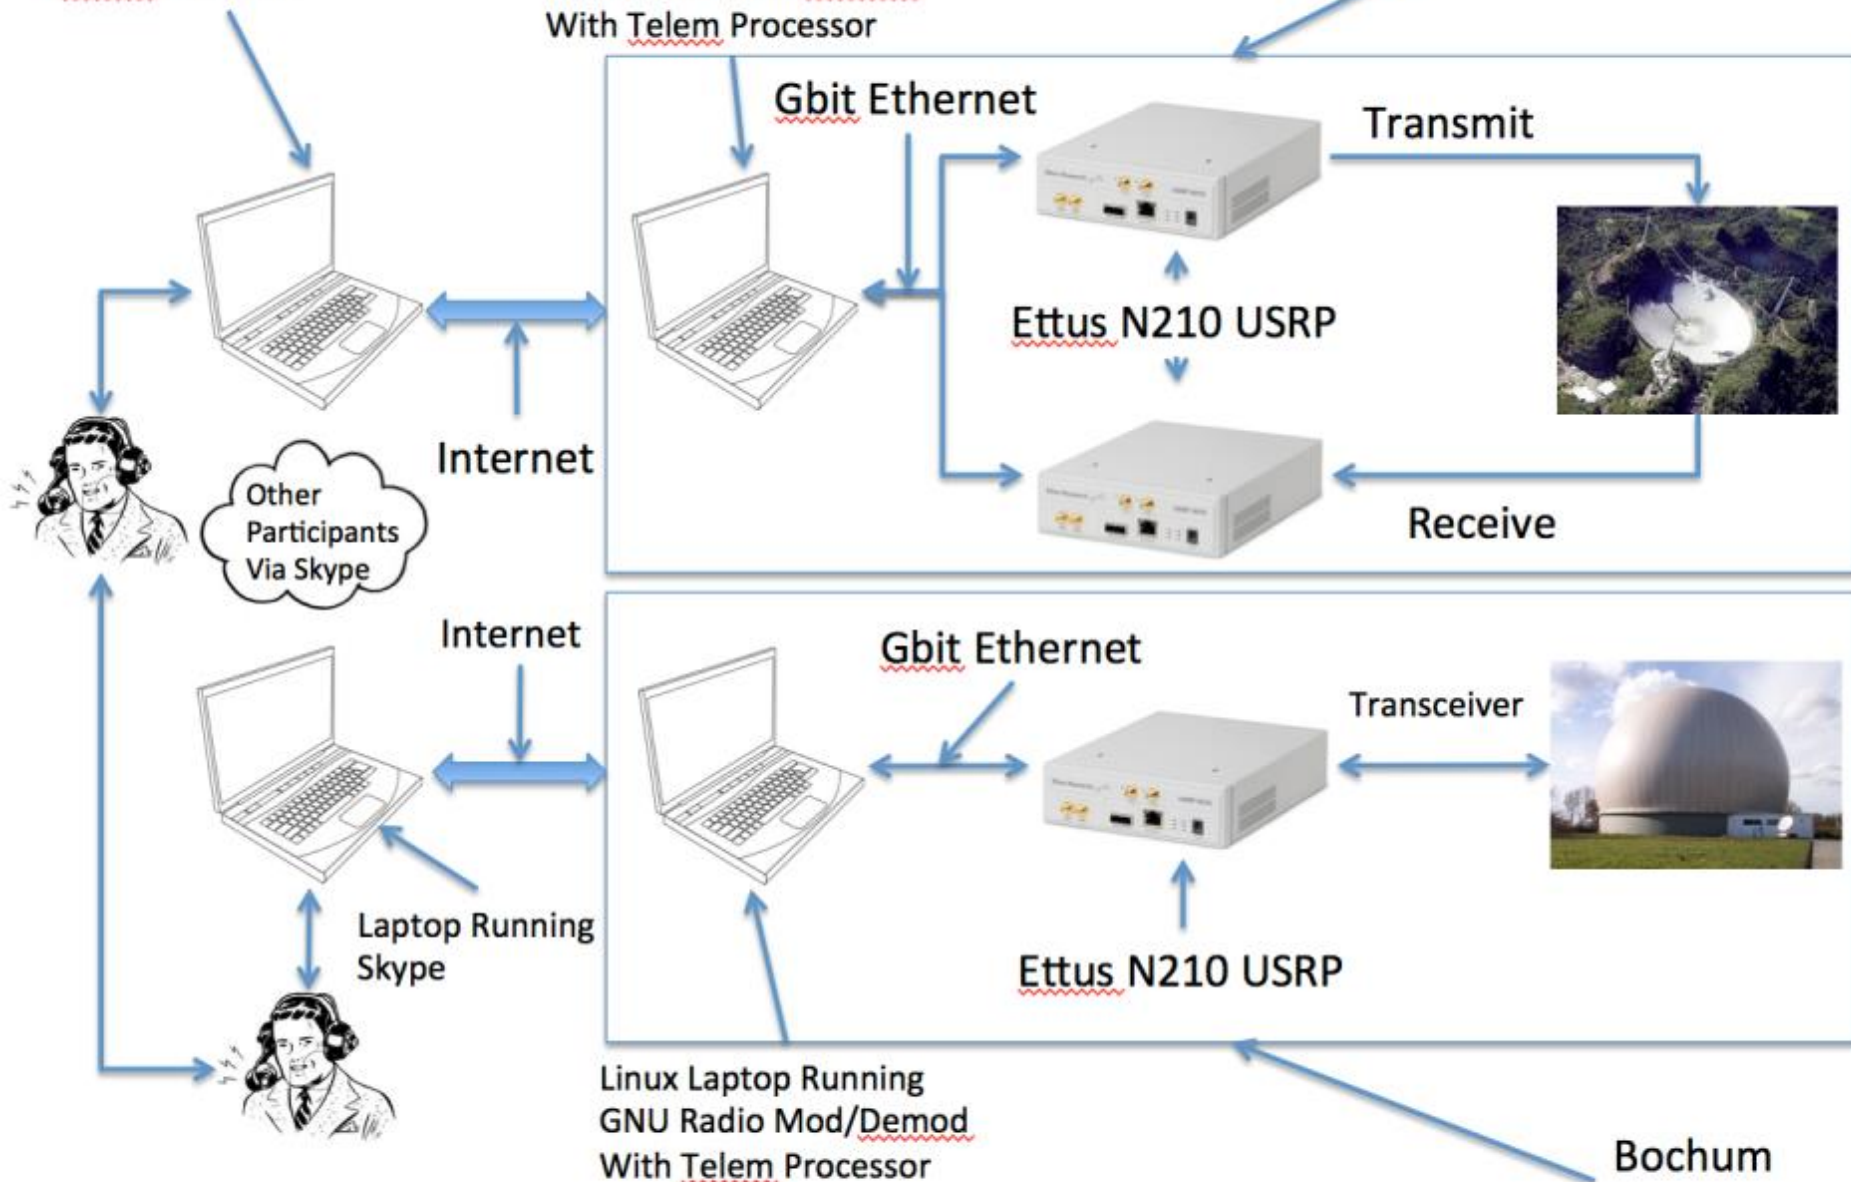 With Telem Processor
Gbit Ethernet
Transmit
Ettus N210 USRP
Internet
Other
Participants
Via Skype
Receive
Internet
Gbit Ethernet
Transceiver
Laptop Running
Skype
Ettus N210 USRP
Linux Laptop Running
GNU Radio Mod/Demod
With Telem Processor
Bochum